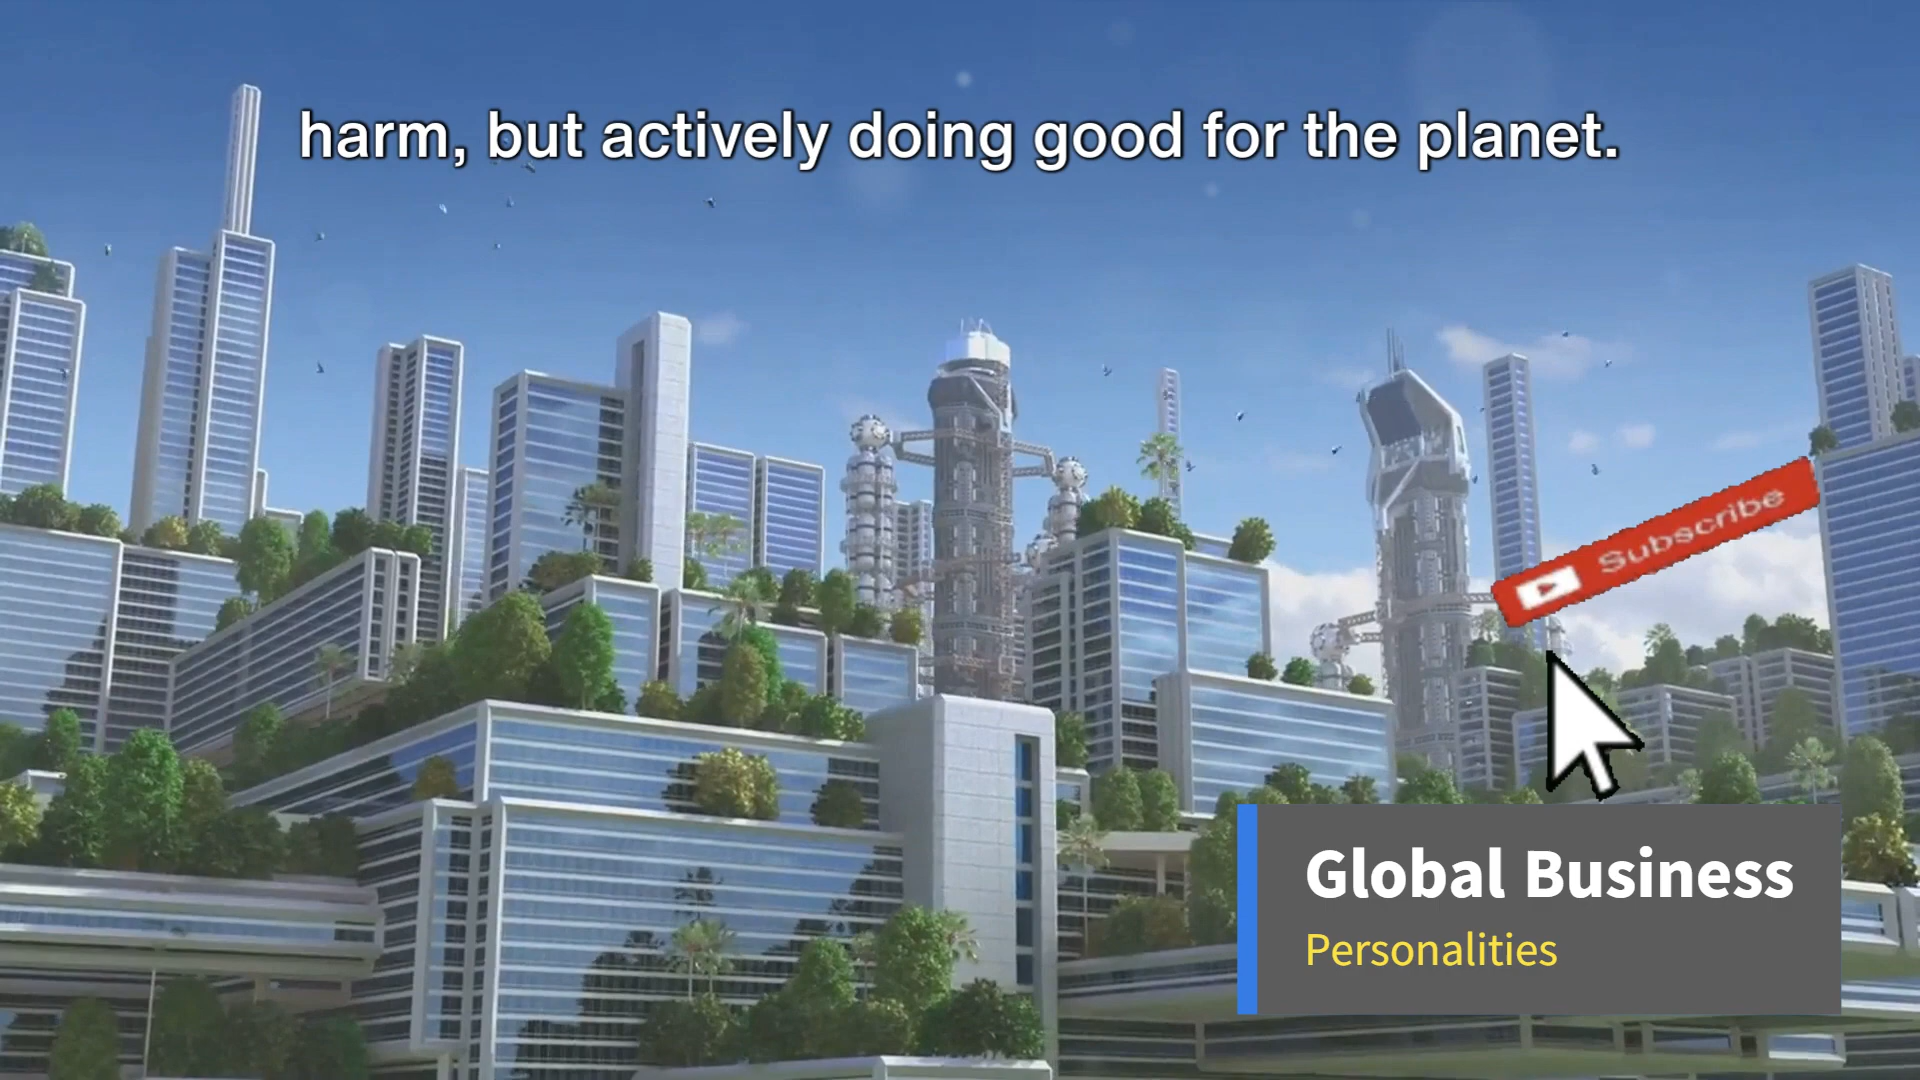 harm, but actively doing good for the planet.
Subscribe
Global Business
Personalities